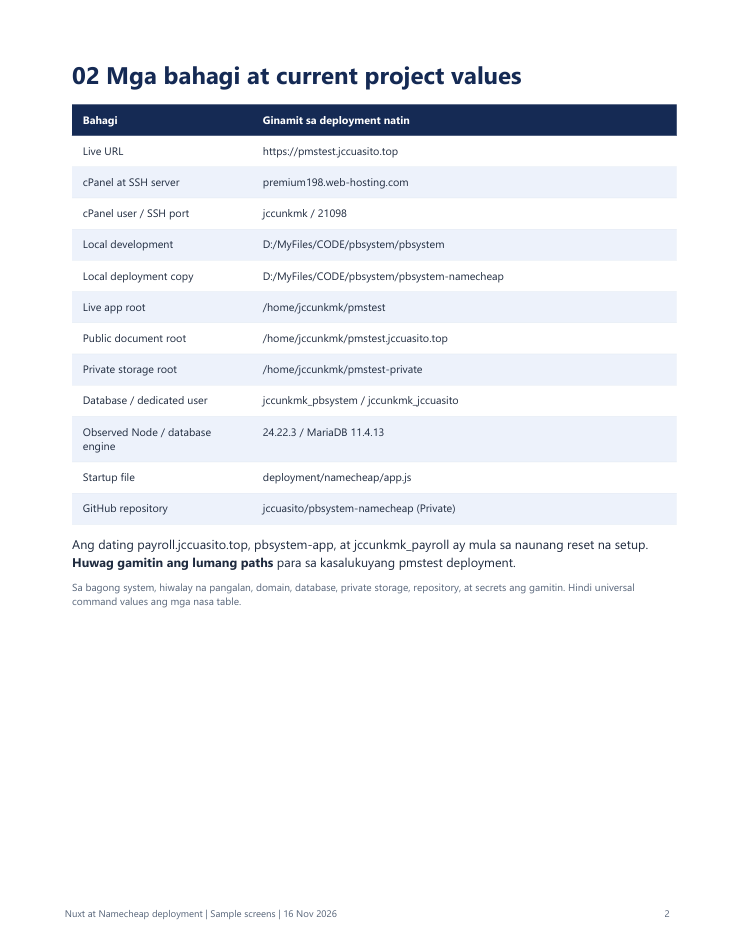 02 Mga bahagi at current project values
Bahagi Ginamit sa deployment natin
Live URL https://pmstest.jccuasito.top
cPanel at SSH server premium198.web-hosting.com
cPanel user / SSH port jccunkmk / 21098
Local development D:/MyFiles/CODE/pbsystem/pbsystem
Local deployment copy D:/MyFiles/CODE/pbsystem/pbsystem-namecheap
Live app root /home/jccunkmk/pmstest
Public document root /home/jccunkmk/pmstest.jccuasito.top
Private storage root /home/jccunkmk/pmstest-private
Database / dedicated user jccunkmk_pbsystem / jccunkmk_jccuasito
Observed Node / database 24.22.3 / MariaDB 11.4.13
engine
Startup file deployment/namecheap/app.js
GitHub repository jccuasito/pbsystem-namecheap (Private)
Ang dating payroll.jccuasito.top, pbsystem-app, at jccunkmk_payroll ay mula sa naunang reset na setup.
Huwag gamitin ang lumang paths para sa kasalukuyang pmstest deployment.
Sa bagong system, hiwalay na pangalan, domain, database, private storage, repository, at secrets ang gamitin. Hindi universal
command values ang mga nasa table.
Nuxt at Namecheap deployment | Sample screens | 16 Nov 2026 2